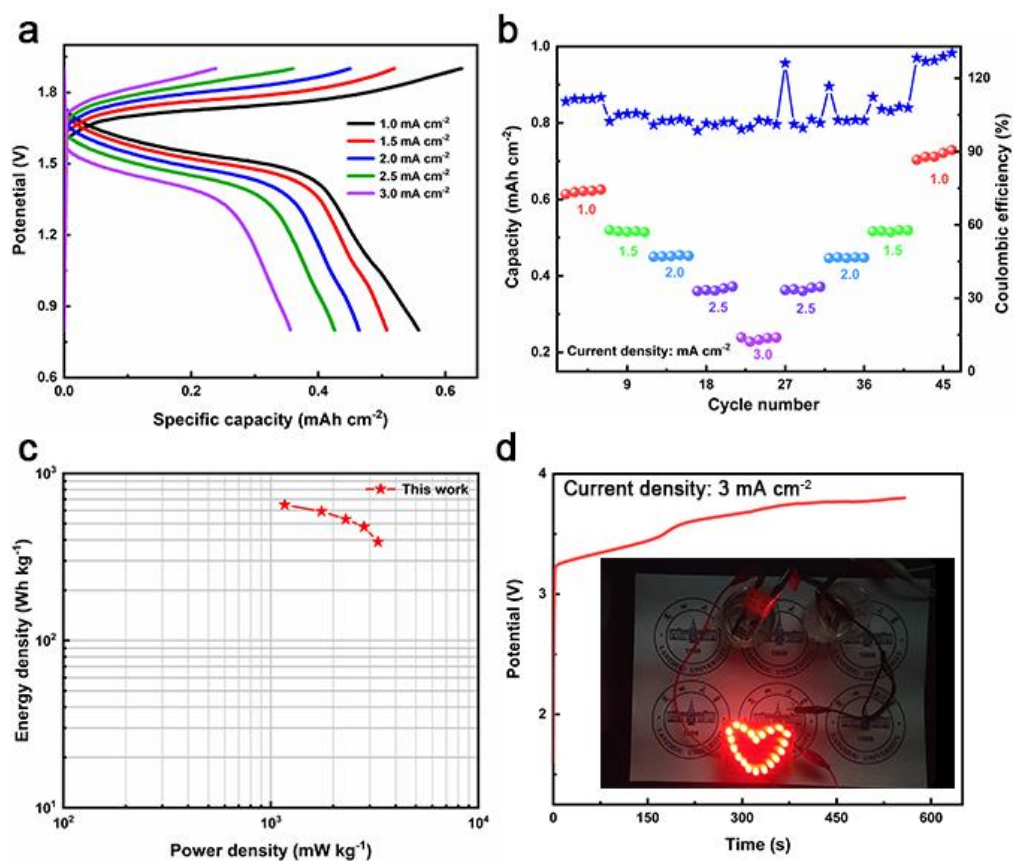 a
Potenetial (V)
1.8
1.5
1.2
0.9
0.6
0.0
0.2
0.4
0.6
Specific capacity (mAh cm⁻²)
1.0 mA cm⁻²
1.5 mA cm⁻²
2.0 mA cm⁻²
2.5 mA cm⁻²
3.0 mA cm⁻²
b
Capacity (mAh cm⁻²)
1.0
0.8
0.6
0.4
0.2
Coulombic efficiency (%)
120
90
60
30
0
1.0
1.5
2.0
2.5
3.0
2.5
2.0
1.5
1.0
Current density: mA cm⁻²
9
18
27
36
45
Cycle number
c
Energy density (Wh kg⁻¹)
10³
10²
10¹
This work
10²
10³
10⁴
Power density (mW kg⁻¹)
d
Current density: 3 mA cm⁻²
Potential (V)
4
3
2
0
150
300
450
600
Time (s)
LANZHOU UNIVERSITY
1909